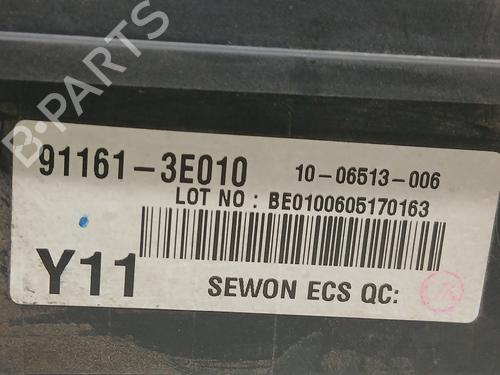 B-PARTS
91161-3E010 10-06513-006
LOT NO : BE0100605170163
Y11 SEWON ECS QC: